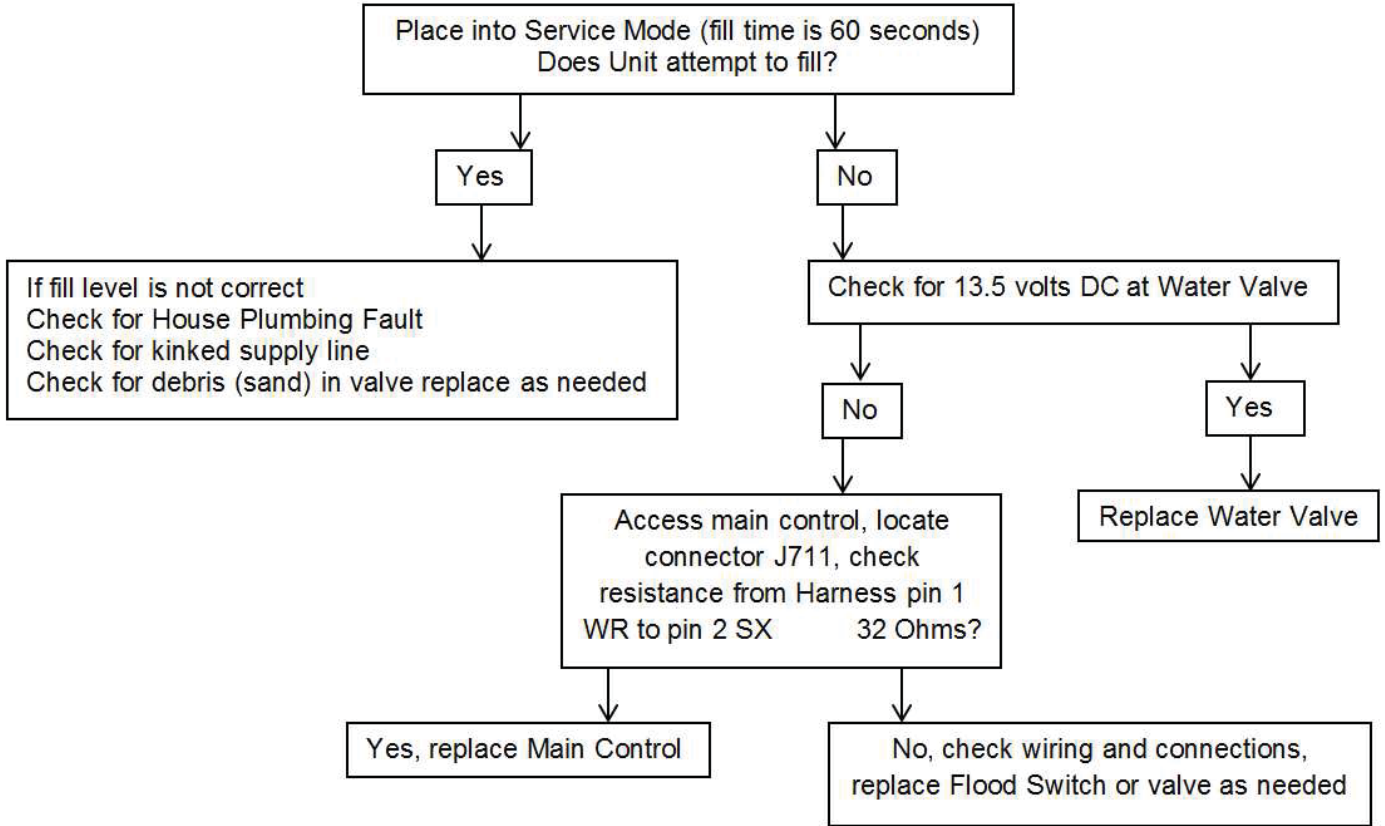 Place into Service Mode (fill time is 60 seconds)
Does Unit attempt to fill?
Yes
No
If fill level is not correct
Check for House Plumbing Fault
Check for kinked supply line
Check for debris (sand) in valve replace as needed
Check for 13.5 volts DC at Water Valve
No
Yes
Access main control, locate
connector J711, check
resistance from Harness pin 1
WR to pin 2 SX 32 Ohms?
Replace Water Valve
Yes, replace Main Control
No, check wiring and connections,
replace Flood Switch or valve as needed